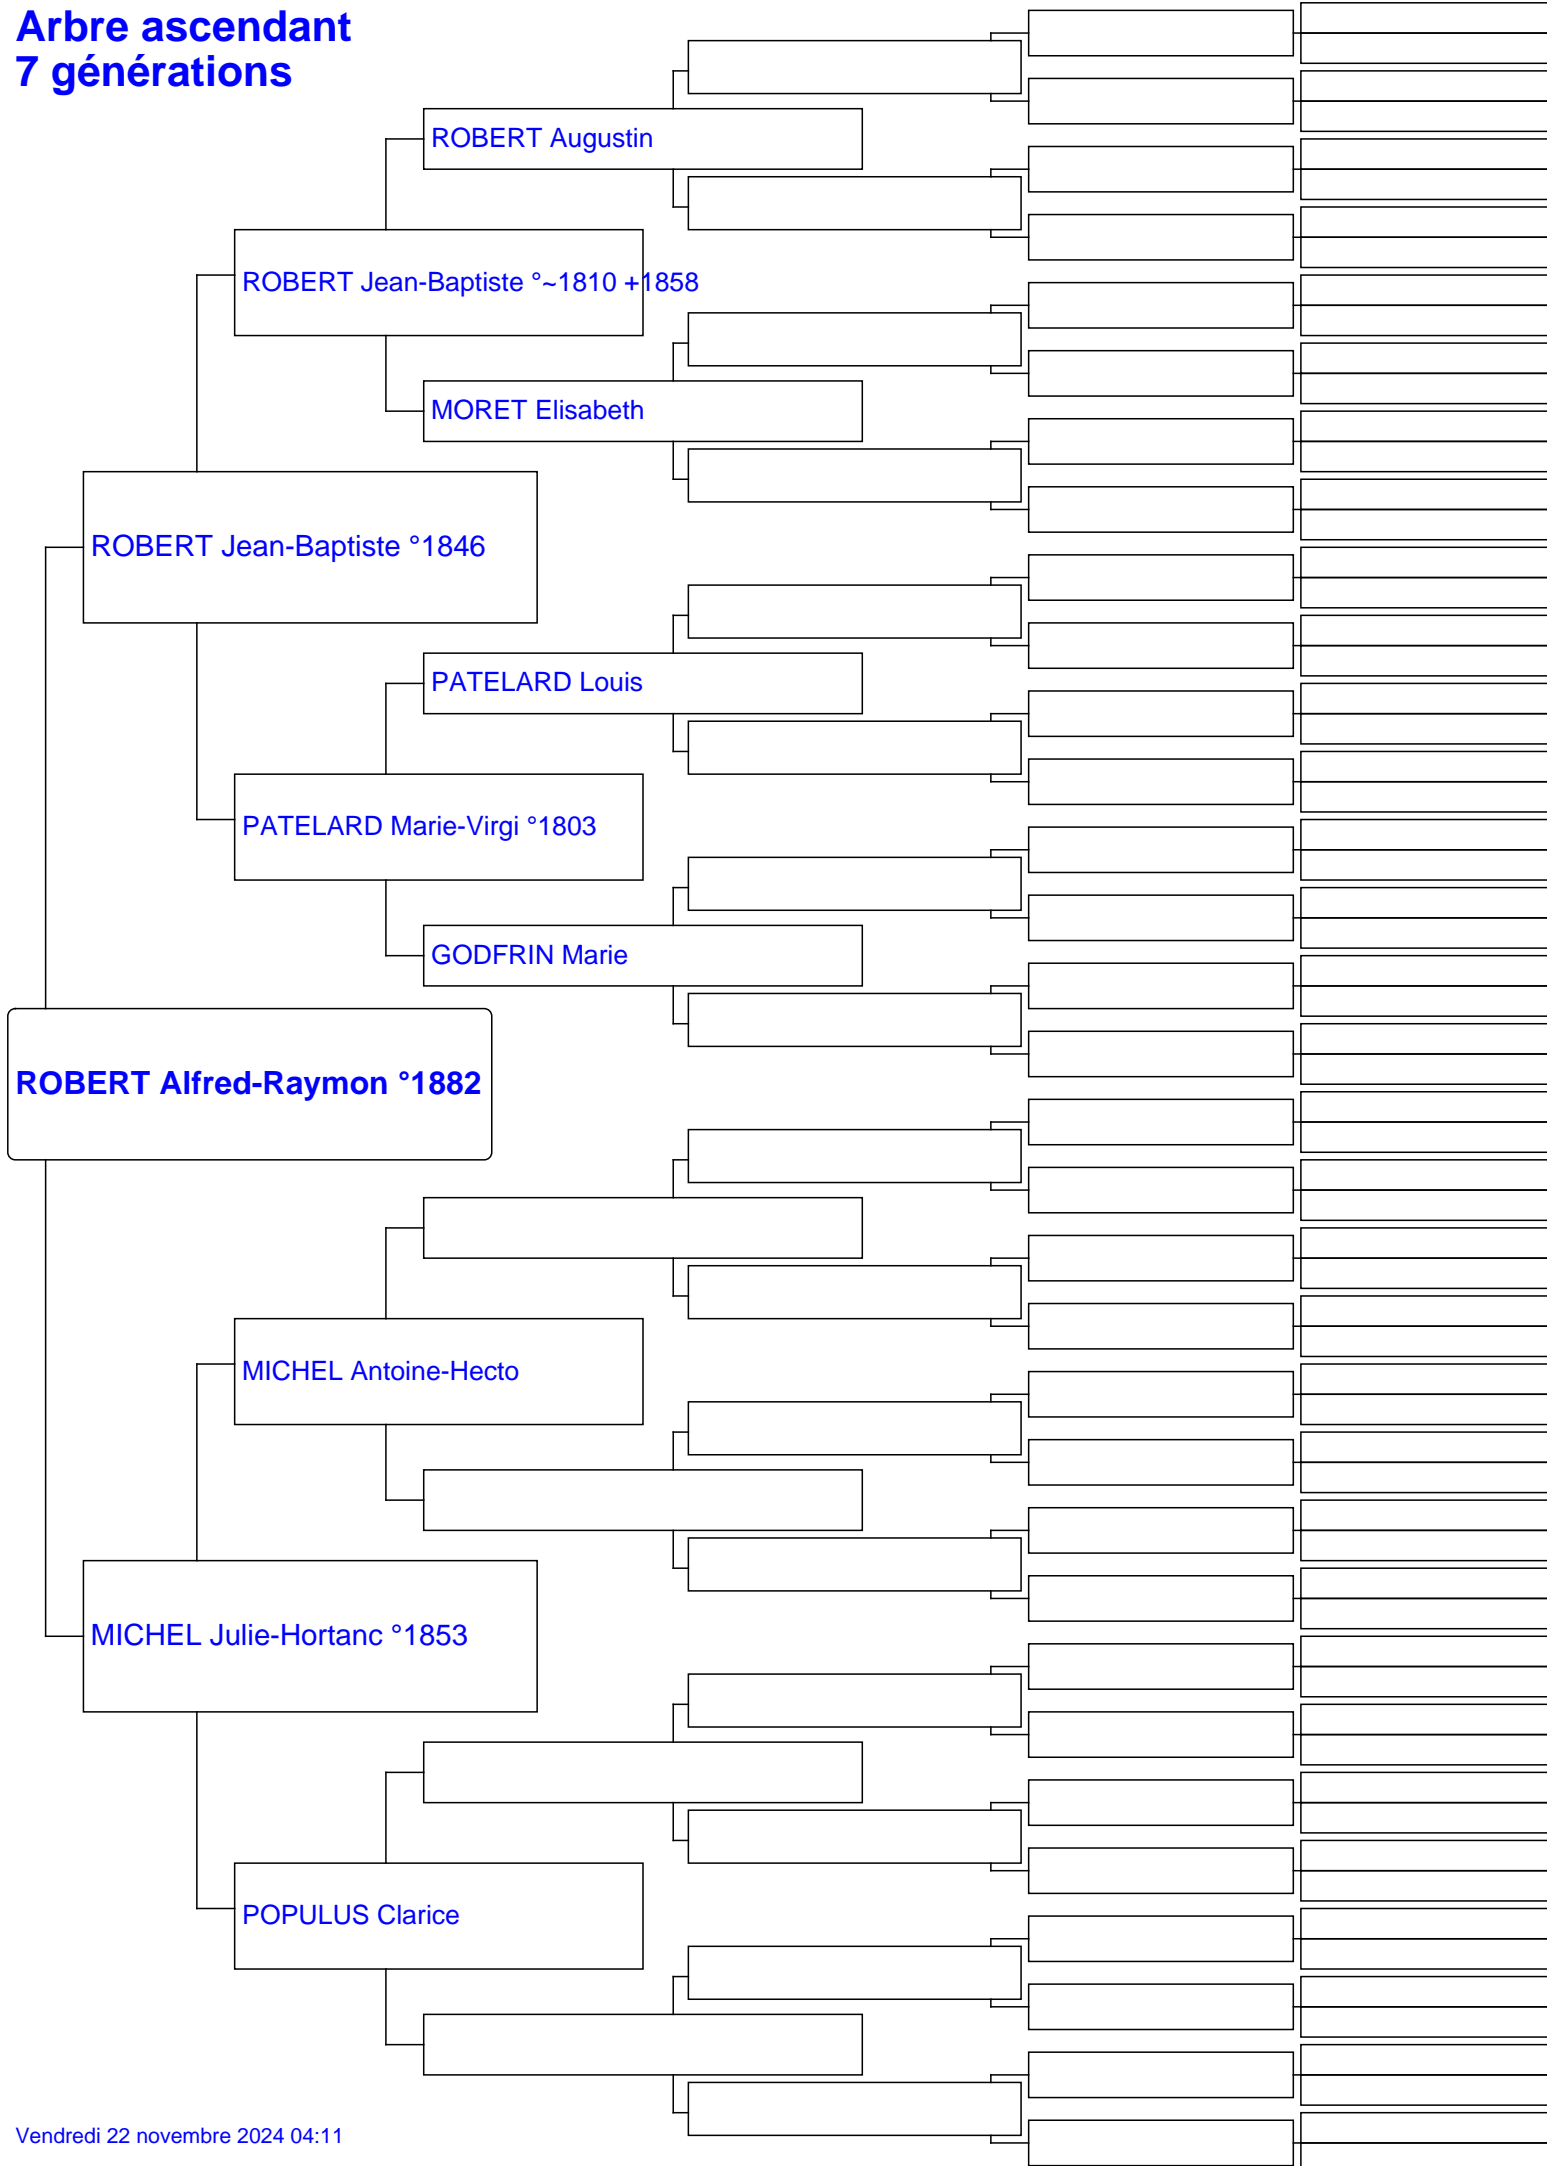 Arbre ascendant
7 générations
ROBERT Augustin
ROBERT Jean-Baptiste °~1810 +1858
MORET Elisabeth
ROBERT Jean-Baptiste °1846
PATELARD Louis
PATELARD Marie-Virgi °1803
GODFRIN Marie
ROBERT Alfred-Raymon °1882
MICHEL Antoine-Hecto
MICHEL Julie-Hortanc °1853
POPULUS Clarice
Vendredi 22 novembre 2024 04:11